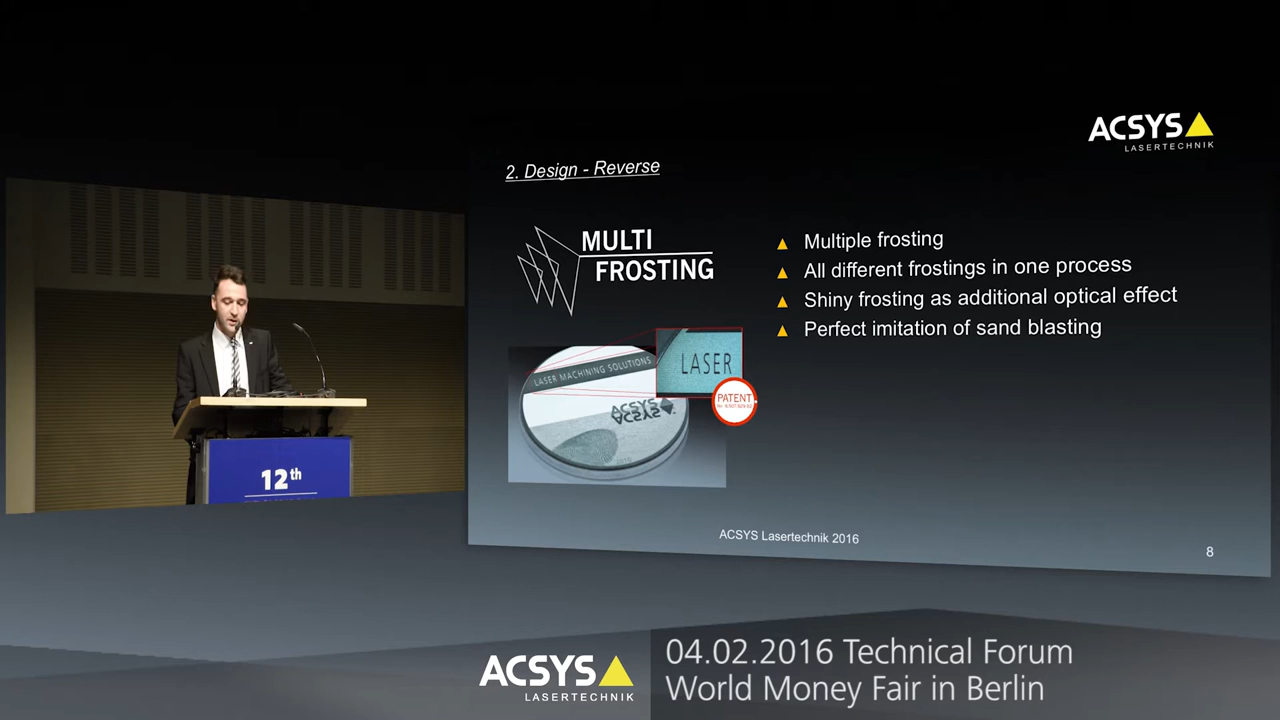 ACSYS
LASERTECHNIK
2. Design - Reverse
MULTI
FROSTING
Multiple frosting
All different frostings in one process
Shiny frosting as additional optical effect
Perfect imitation of sand blasting
LASER MACHINING SOLUTIONS
LASER
PATENT
ACSYS
ACSYS
12th
ACSYS Lasertechnik 2016
8
ACSYS
LASERTECHNIK
04.02.2016 Technical Forum
World Money Fair in Berlin